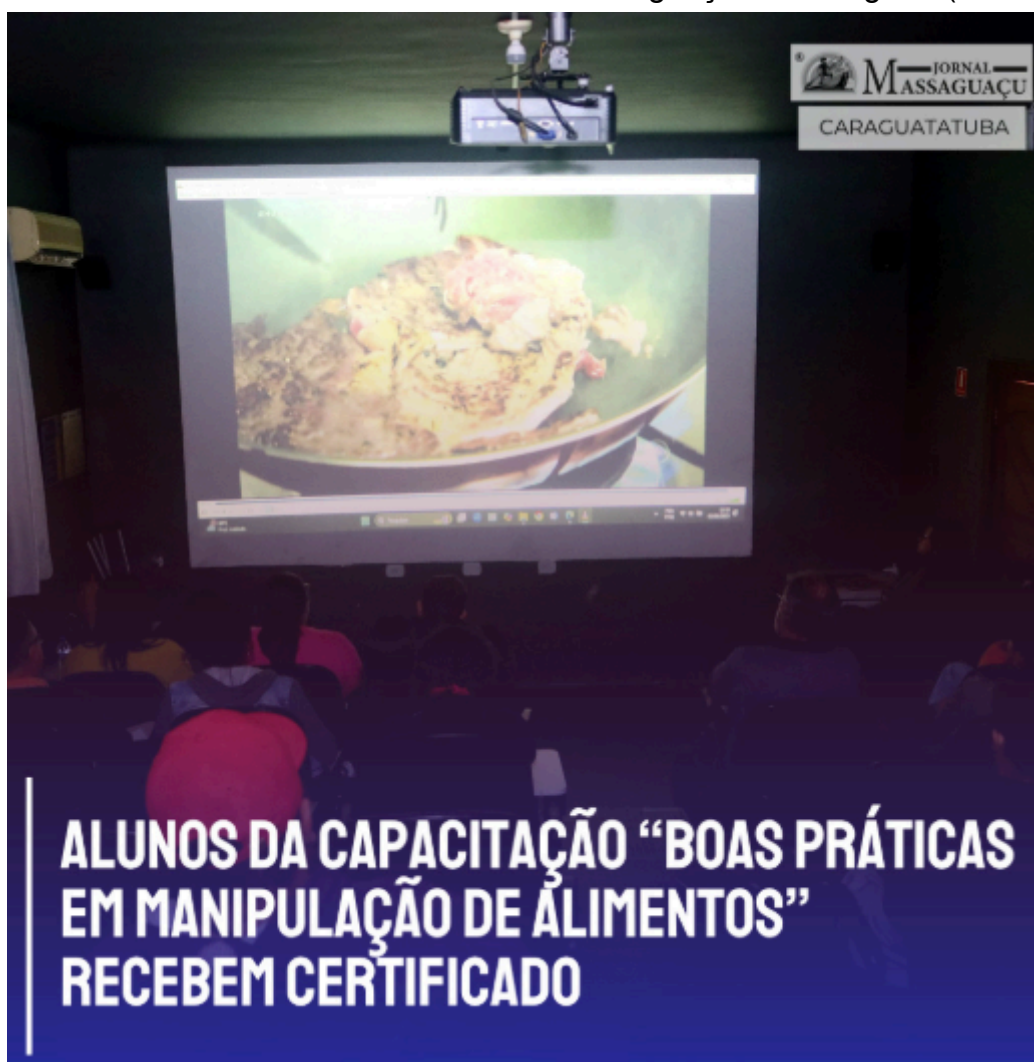 JORNAL
MASSAGUAÇU
CARAGUATATUBA
ALUNOS DA CAPACITAÇÃO “BOAS PRÁTICAS
EM MANIPULAÇÃO DE ALIMENTOS”
RECEBEM CERTIFICADO